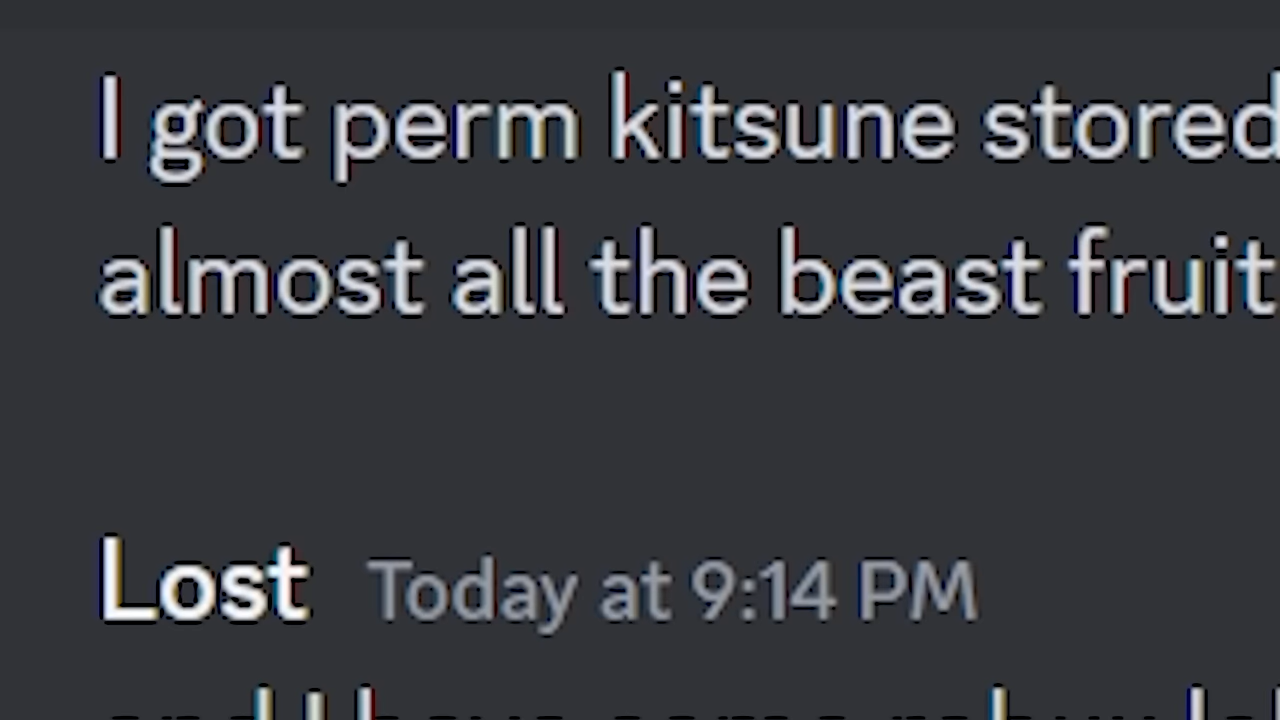 I got perm kitsune stored
almost all the beast fruit
Lost Today at 9:14 PM